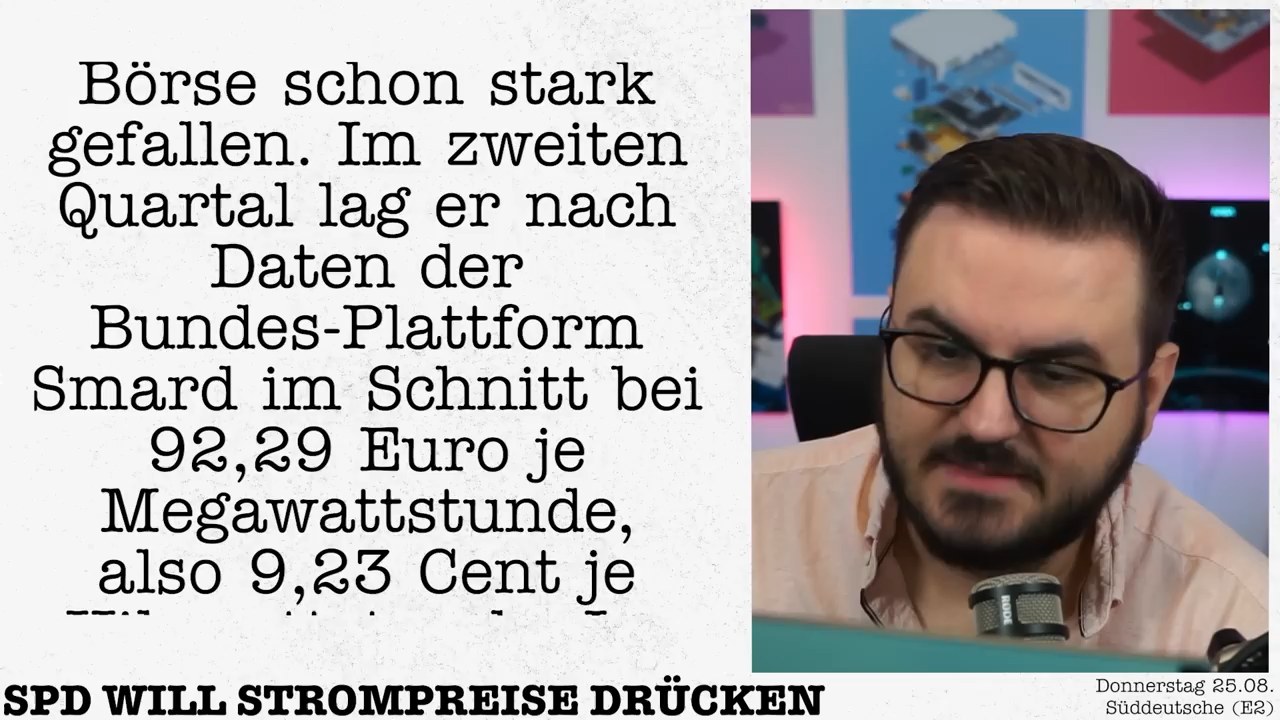 Börse schon stark
gefallen. Im zweiten
Quartal lag er nach
Daten der
Bundes-Plattform
Smard im Schnitt bei
92,29 Euro je
Megawattstunde,
also 9,23 Cent je
RØDE
SPD WILL STROMPREISE DRÜCKEN
Donnerstag 25.08.
Süddeutsche (E2)